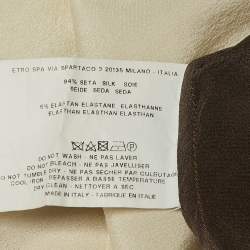 ETRO SPA VIA SPARTACO 3 20135 MILANO - ITALIA
94% SETA SILK SOIE
SEIDE SEDA SEDA
6% ELASTAN ELASTANE ELASTHANNE
ELASTHAN ELASTHAN ELASTHAN
DO NOT WASH - NE PAS LAVER
DO NOT BLEACH - NE PAS JAVELLISER
DO NOT TUMBLE DRY - NE PAS SECHER PAR CULBUTAGE
COOL IRON - REPASSER A BASSE TEMPERATURE
DRY CLEAN - NETTOYER A SEC
MADE IN ITALY - FABRIQUE EN ITALIE